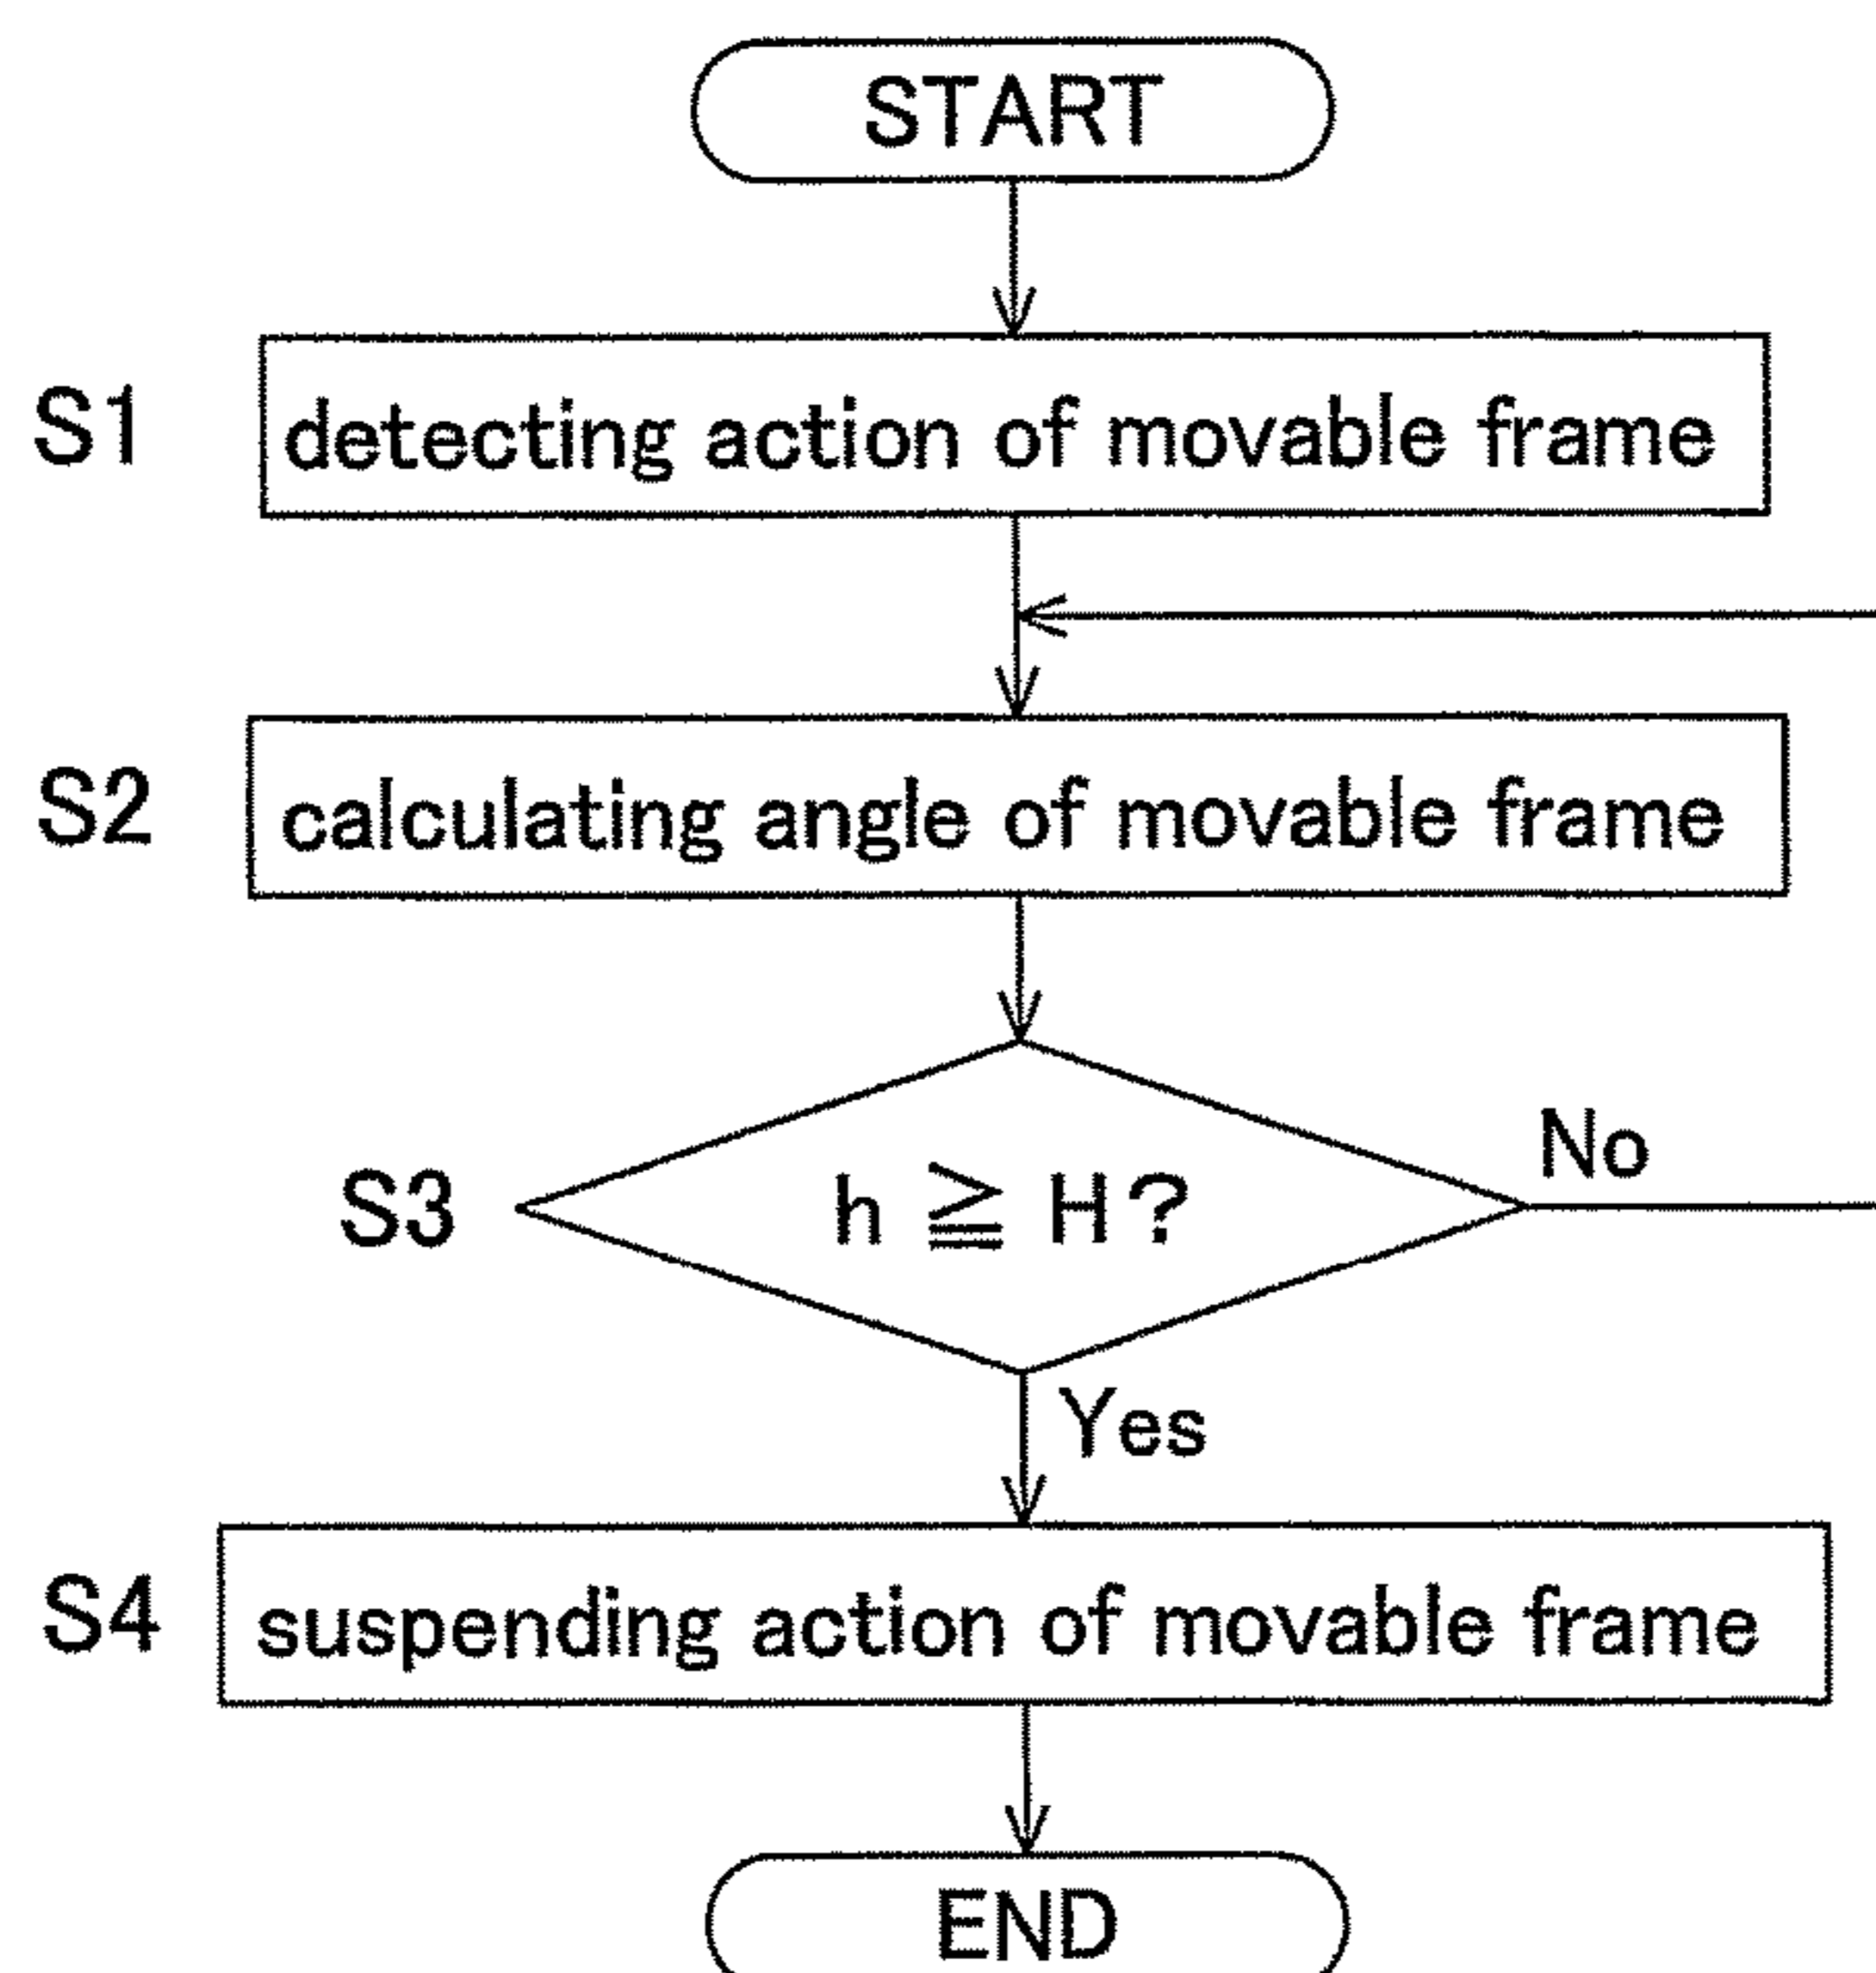 START
S1 detecting action of movable frame
S2 calculating angle of movable frame
S3 h ≧ H? No
Yes
S4 suspending action of movable frame
END